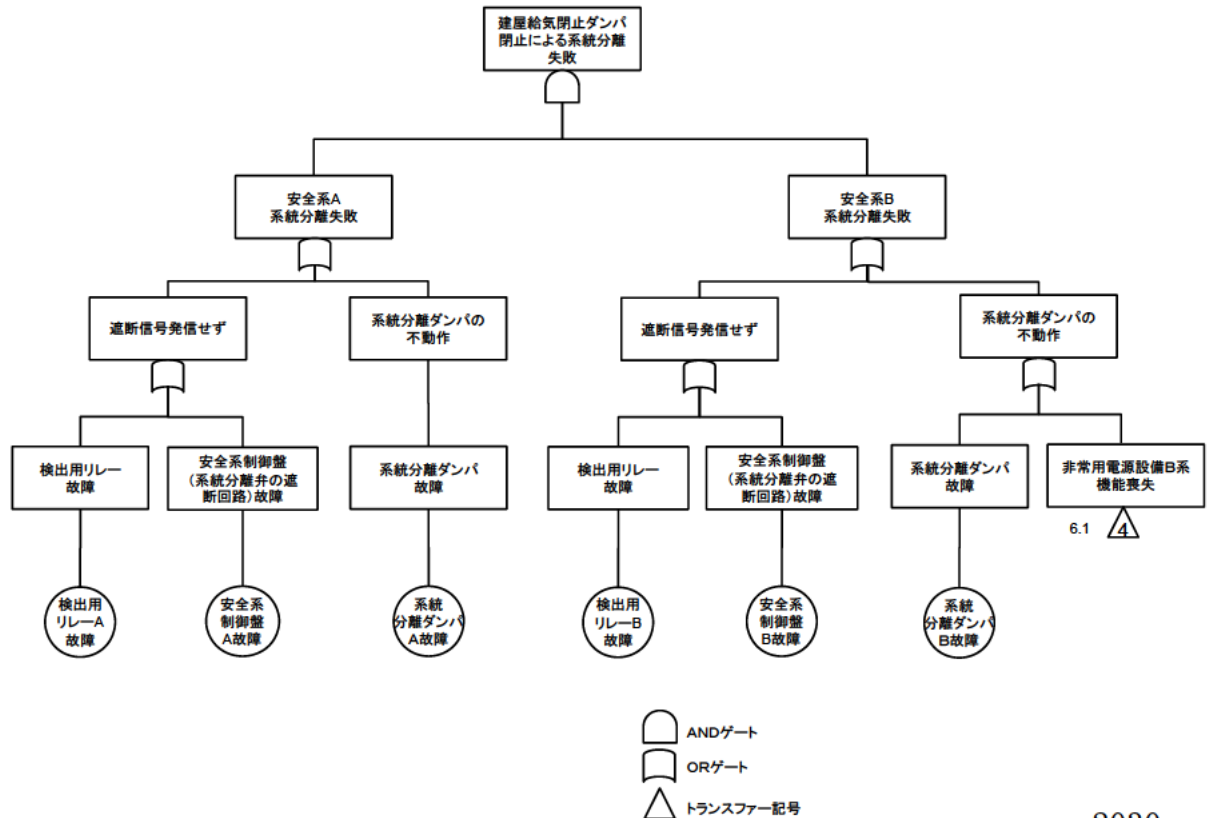 建屋給気閉止ダンパ
閉止による系統分離
失敗
安全系A
系統分離失敗
安全系B
系統分離失敗
遮断信号発信せず
系統分離ダンパの
不動作
遮断信号発信せず
系統分離ダンパの
不動作
検出用リレー
故障
安全系制御盤
(系統分離弁の遮
断回路)故障
系統分離ダンパ
故障
検出用リレー
故障
安全系制御盤
(系統分離弁の遮
断回路)故障
系統分離ダンパ
故障
非常用電源設備B系
機能喪失
6.1
4
検出用
リレーA
故障
安全系
制御盤
A故障
系統
分離ダンパ
A故障
検出用
リレーB
故障
安全系
制御盤
B故障
系統
分離ダンパ
B故障
ANDゲート
ORゲート
トランスファー記号